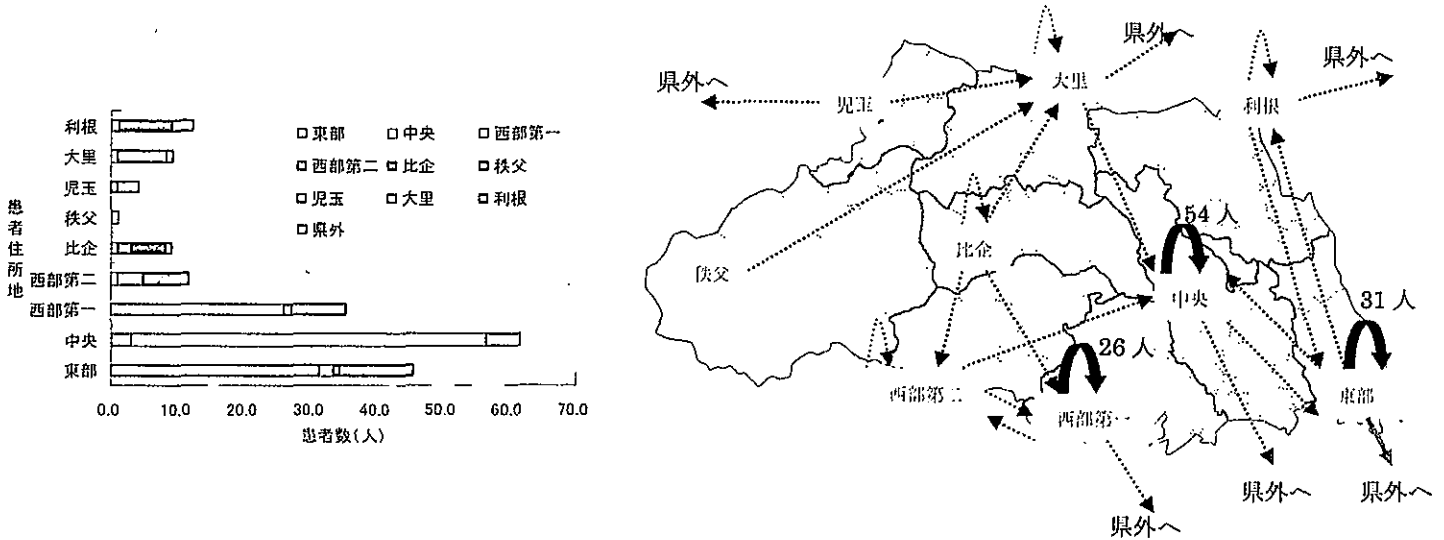 利根
大里
児玉
秩父
比企
西部第二
西部第一
中央
東部
患者住所地
0.0 10.0 20.0 30.0 40.0 50.0 60.0 70.0
患者数(人)
□東部 □中央 □西部第一
□西部第二 □比企 □秩父
□児玉 □大里 □利根
□県外
県外へ
県外へ
県外へ
児玉
大里
利根
秩父
比企
54人
中央
31人
26人
西部第二
西部第一
東部
県外へ
県外へ
県外へ